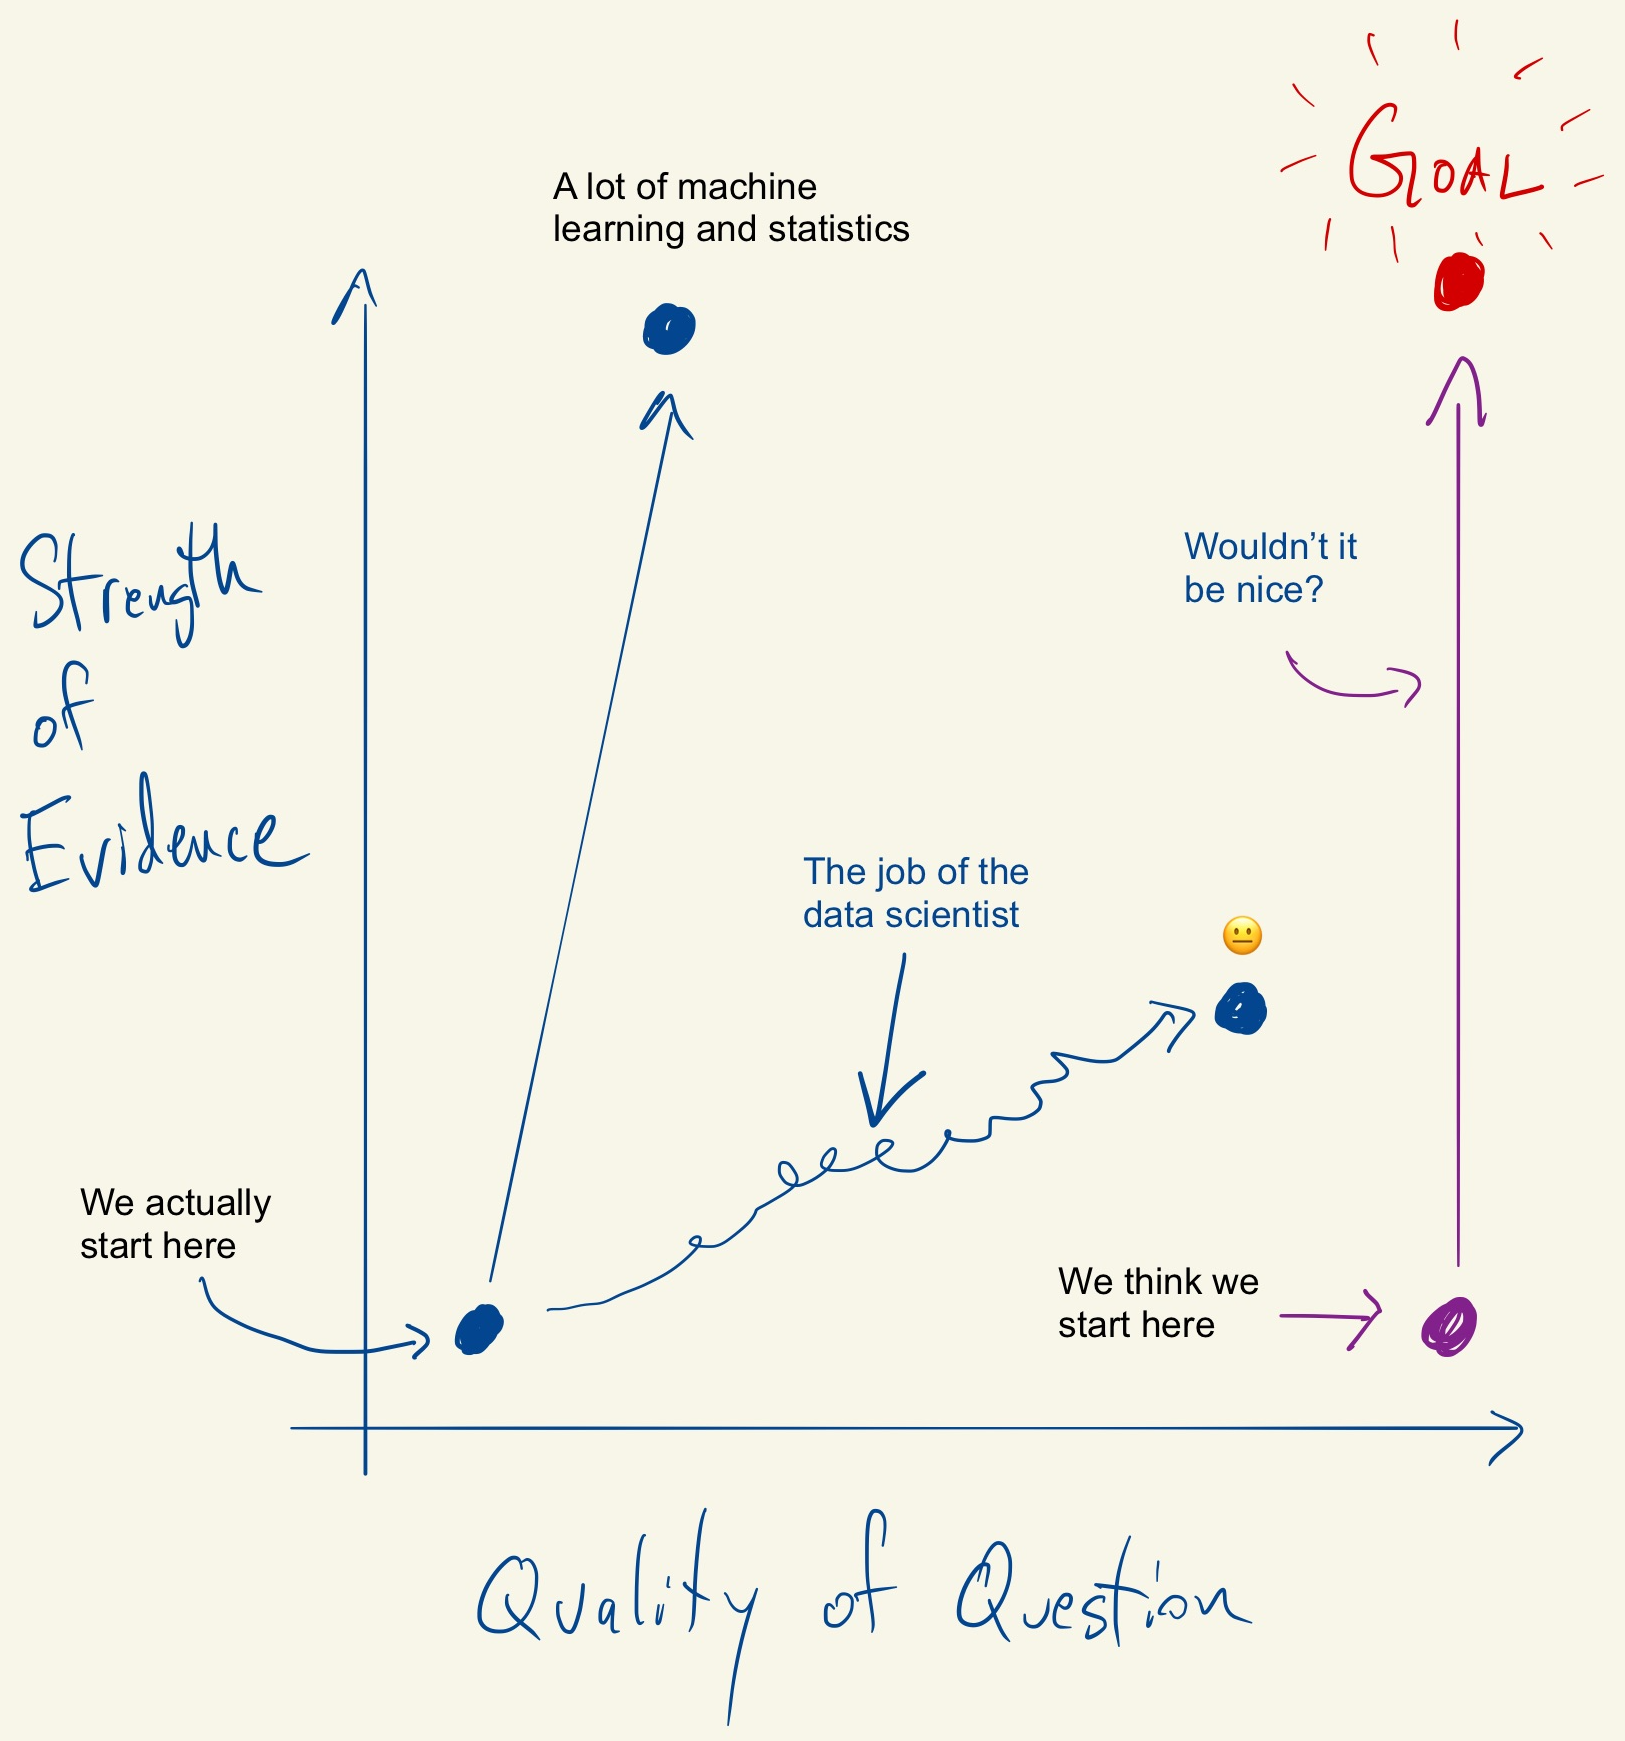 GOAL
A lot of machine
learning and statistics
Strength
of
Evidence
Wouldn’t it
be nice?
The job of the
data scientist
We actually
start here
We think we
start here
Quality of Question